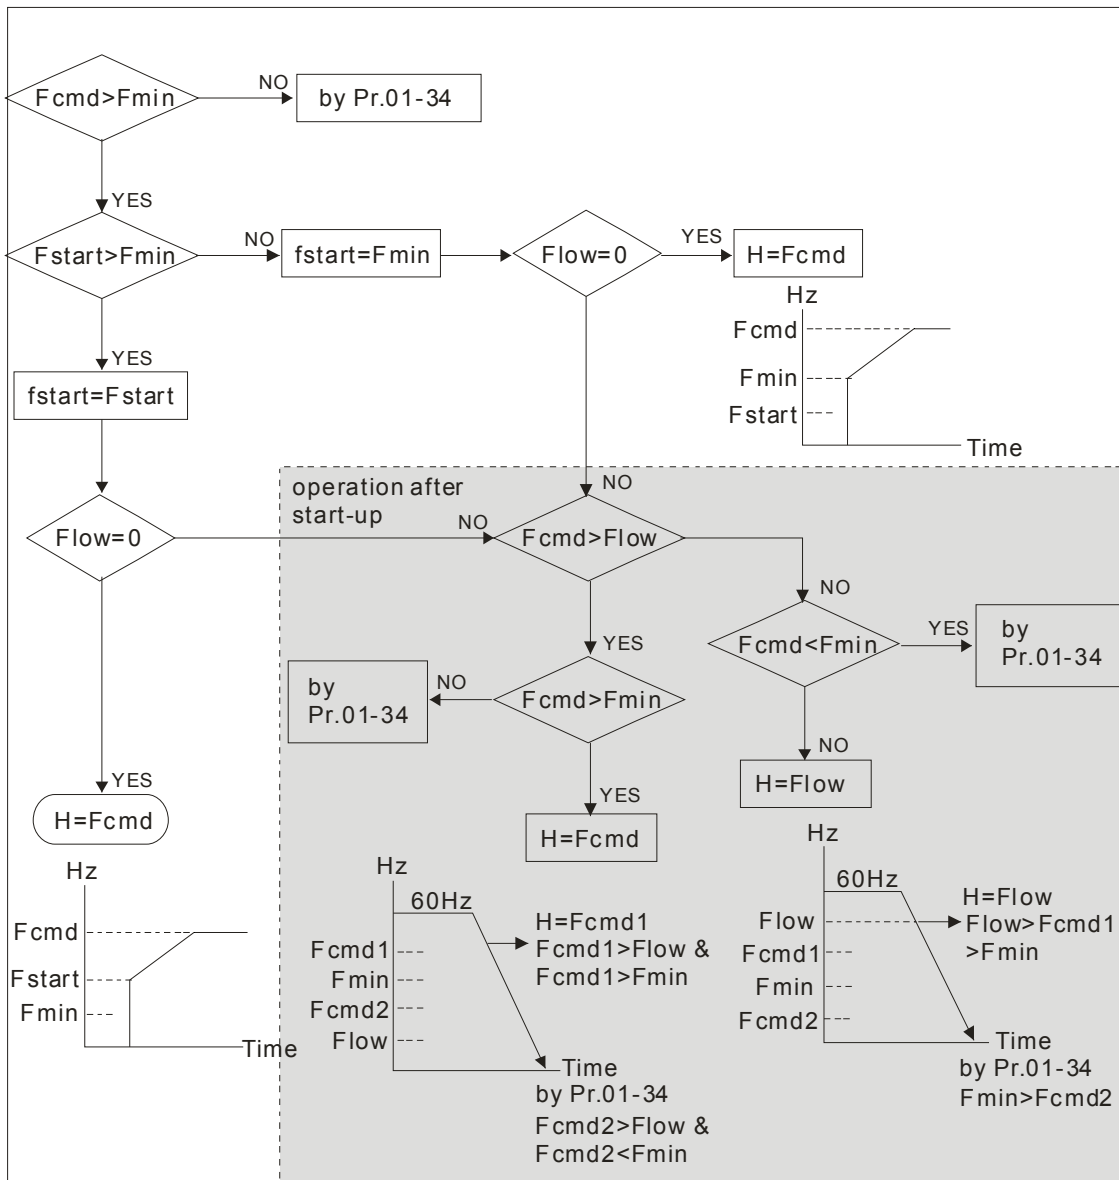 Fcmd>Fmin
NO
by Pr.01-34
YES
Fstart>Fmin
NO
fstart=Fmin
Flow=0
YES
H=Fcmd
Hz
Fcmd
Fmin
Fstart
Time
YES
fstart=Fstart
Flow=0
NO
operation after
start-up
NO
Fcmd>Flow
NO
YES
Fcmd<Fmin
YES
by
Pr.01-34
by
Pr.01-34
NO
Fcmd>Fmin
NO
H=Flow
YES
H=Fcmd
YES
H=Fcmd
Hz
Fcmd
Fstart
Fmin
Time
Hz
60Hz
Fcmd1
Fmin
Fcmd2
Flow
H=Fcmd1
Fcmd1>Flow &
Fcmd1>Fmin
Time
by Pr.01-34
Fcmd2>Flow &
Fcmd2<Fmin
Hz
60Hz
Flow
Fcmd1
Fmin
Fcmd2
H=Flow
Flow>Fcmd1
>Fmin
Time
by Pr.01-34
Fmin>Fcmd2